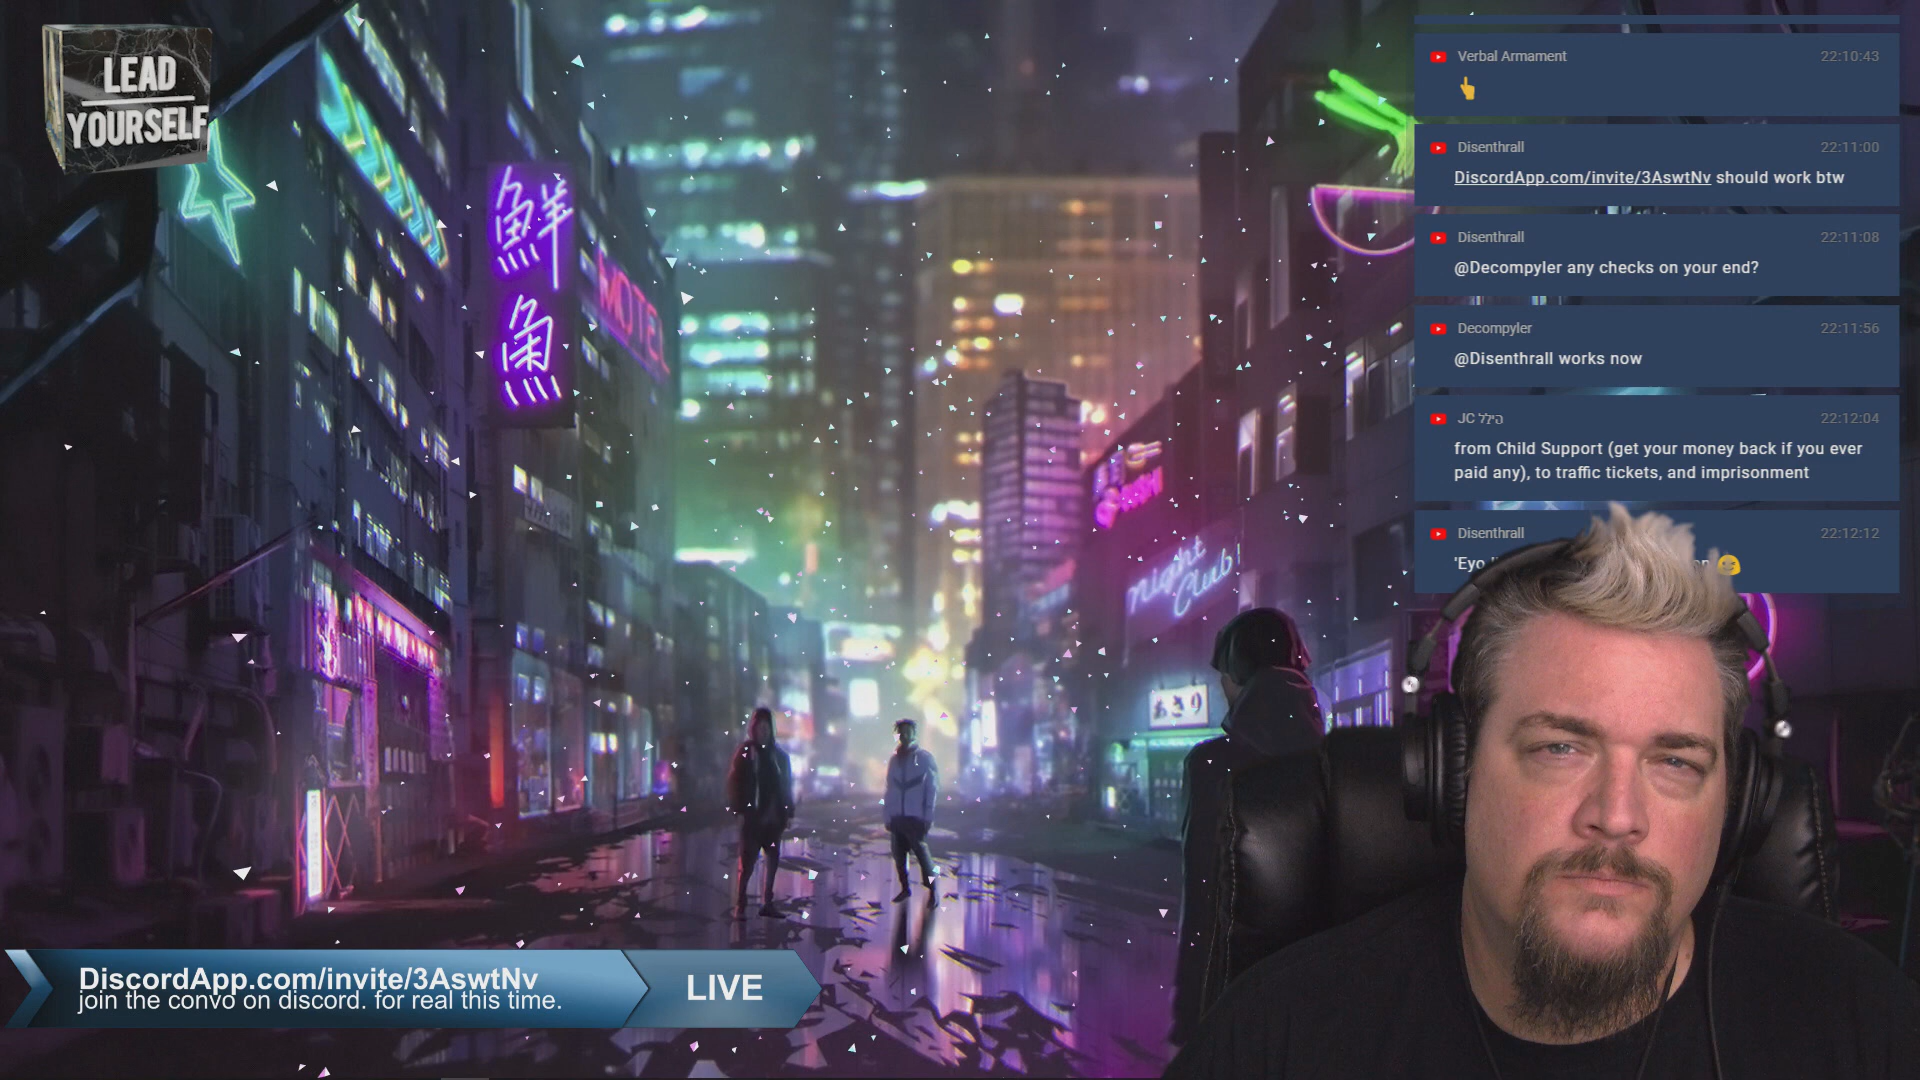 LEAD
YOURSELF
鮮
魚
MOTEL
night
Club!
あさり
Verbal Armament 22:10:43
👆
Disenthrall 22:11:00
DiscordApp.com/invite/3AswtNv should work btw
Disenthrall 22:11:08
@Decompyler any checks on your end?
Decompyler 22:11:56
@Disenthrall works now
JC הילל 22:12:04
from Child Support (get your money back if you ever
paid any), to traffic tickets, and imprisonment
Disenthrall 22:12:12
'Eyo
DiscordApp.com/invite/3AswtNv
join the convo on discord. for real this time.
LIVE